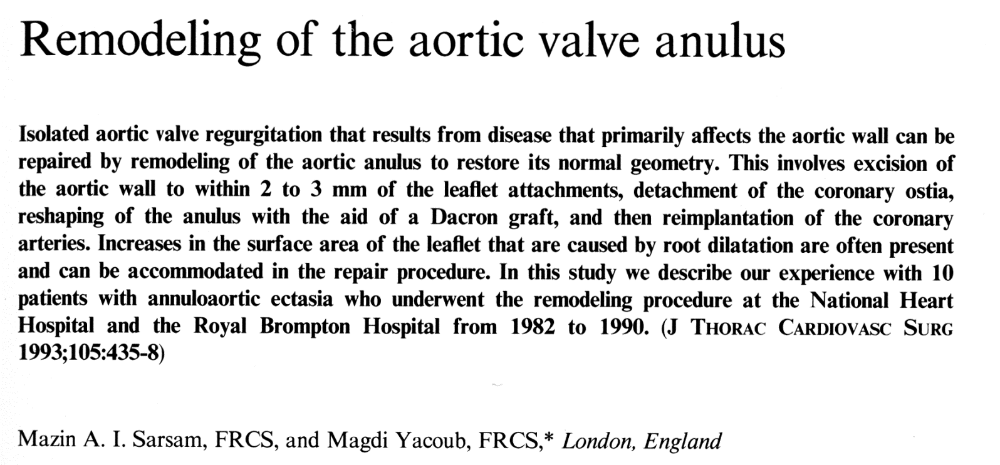 Remodeling of the aortic valve anulus
Isolated aortic valve regurgitation that results from disease that primarily affects the aortic wall can be
repaired by remodeling of the aortic anulus to restore its normal geometry. This involves excision of
the aortic wall to within 2 to 3 mm of the leaflet attachments, detachment of the coronary ostia,
reshaping of the anulus with the aid of a Dacron graft, and then reimplantation of the coronary
arteries. Increases in the surface area of the leaflet that are caused by root dilatation are often present
and can be accommodated in the repair procedure. In this study we describe our experience with 10
patients with annuloaortic ectasia who underwent the remodeling procedure at the National Heart
Hospital and the Royal Brompton Hospital from 1982 to 1990. (J THORAC CARDIOVASC SURG
1993;105:435-8)
Mazin A. I. Sarsam, FRCS, and Magdi Yacoub, FRCS,* London, England